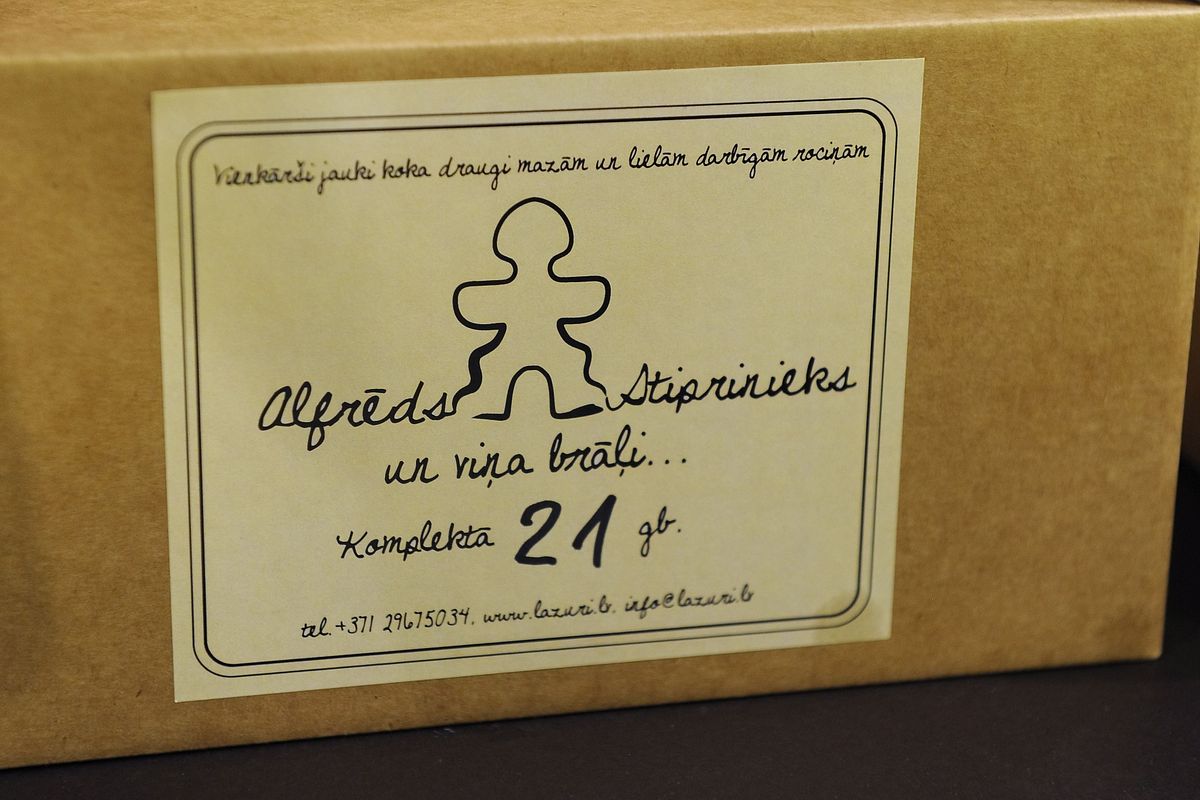 Vienkārši jauki koka draugi mazām un lielām darbīgām rociņām
Alfrēds Stiprinieks
un viņa brāļi...
Komplektā 21 gb.
tel. +371 29675034, www.lazuri.lv, info@lazuri.lv